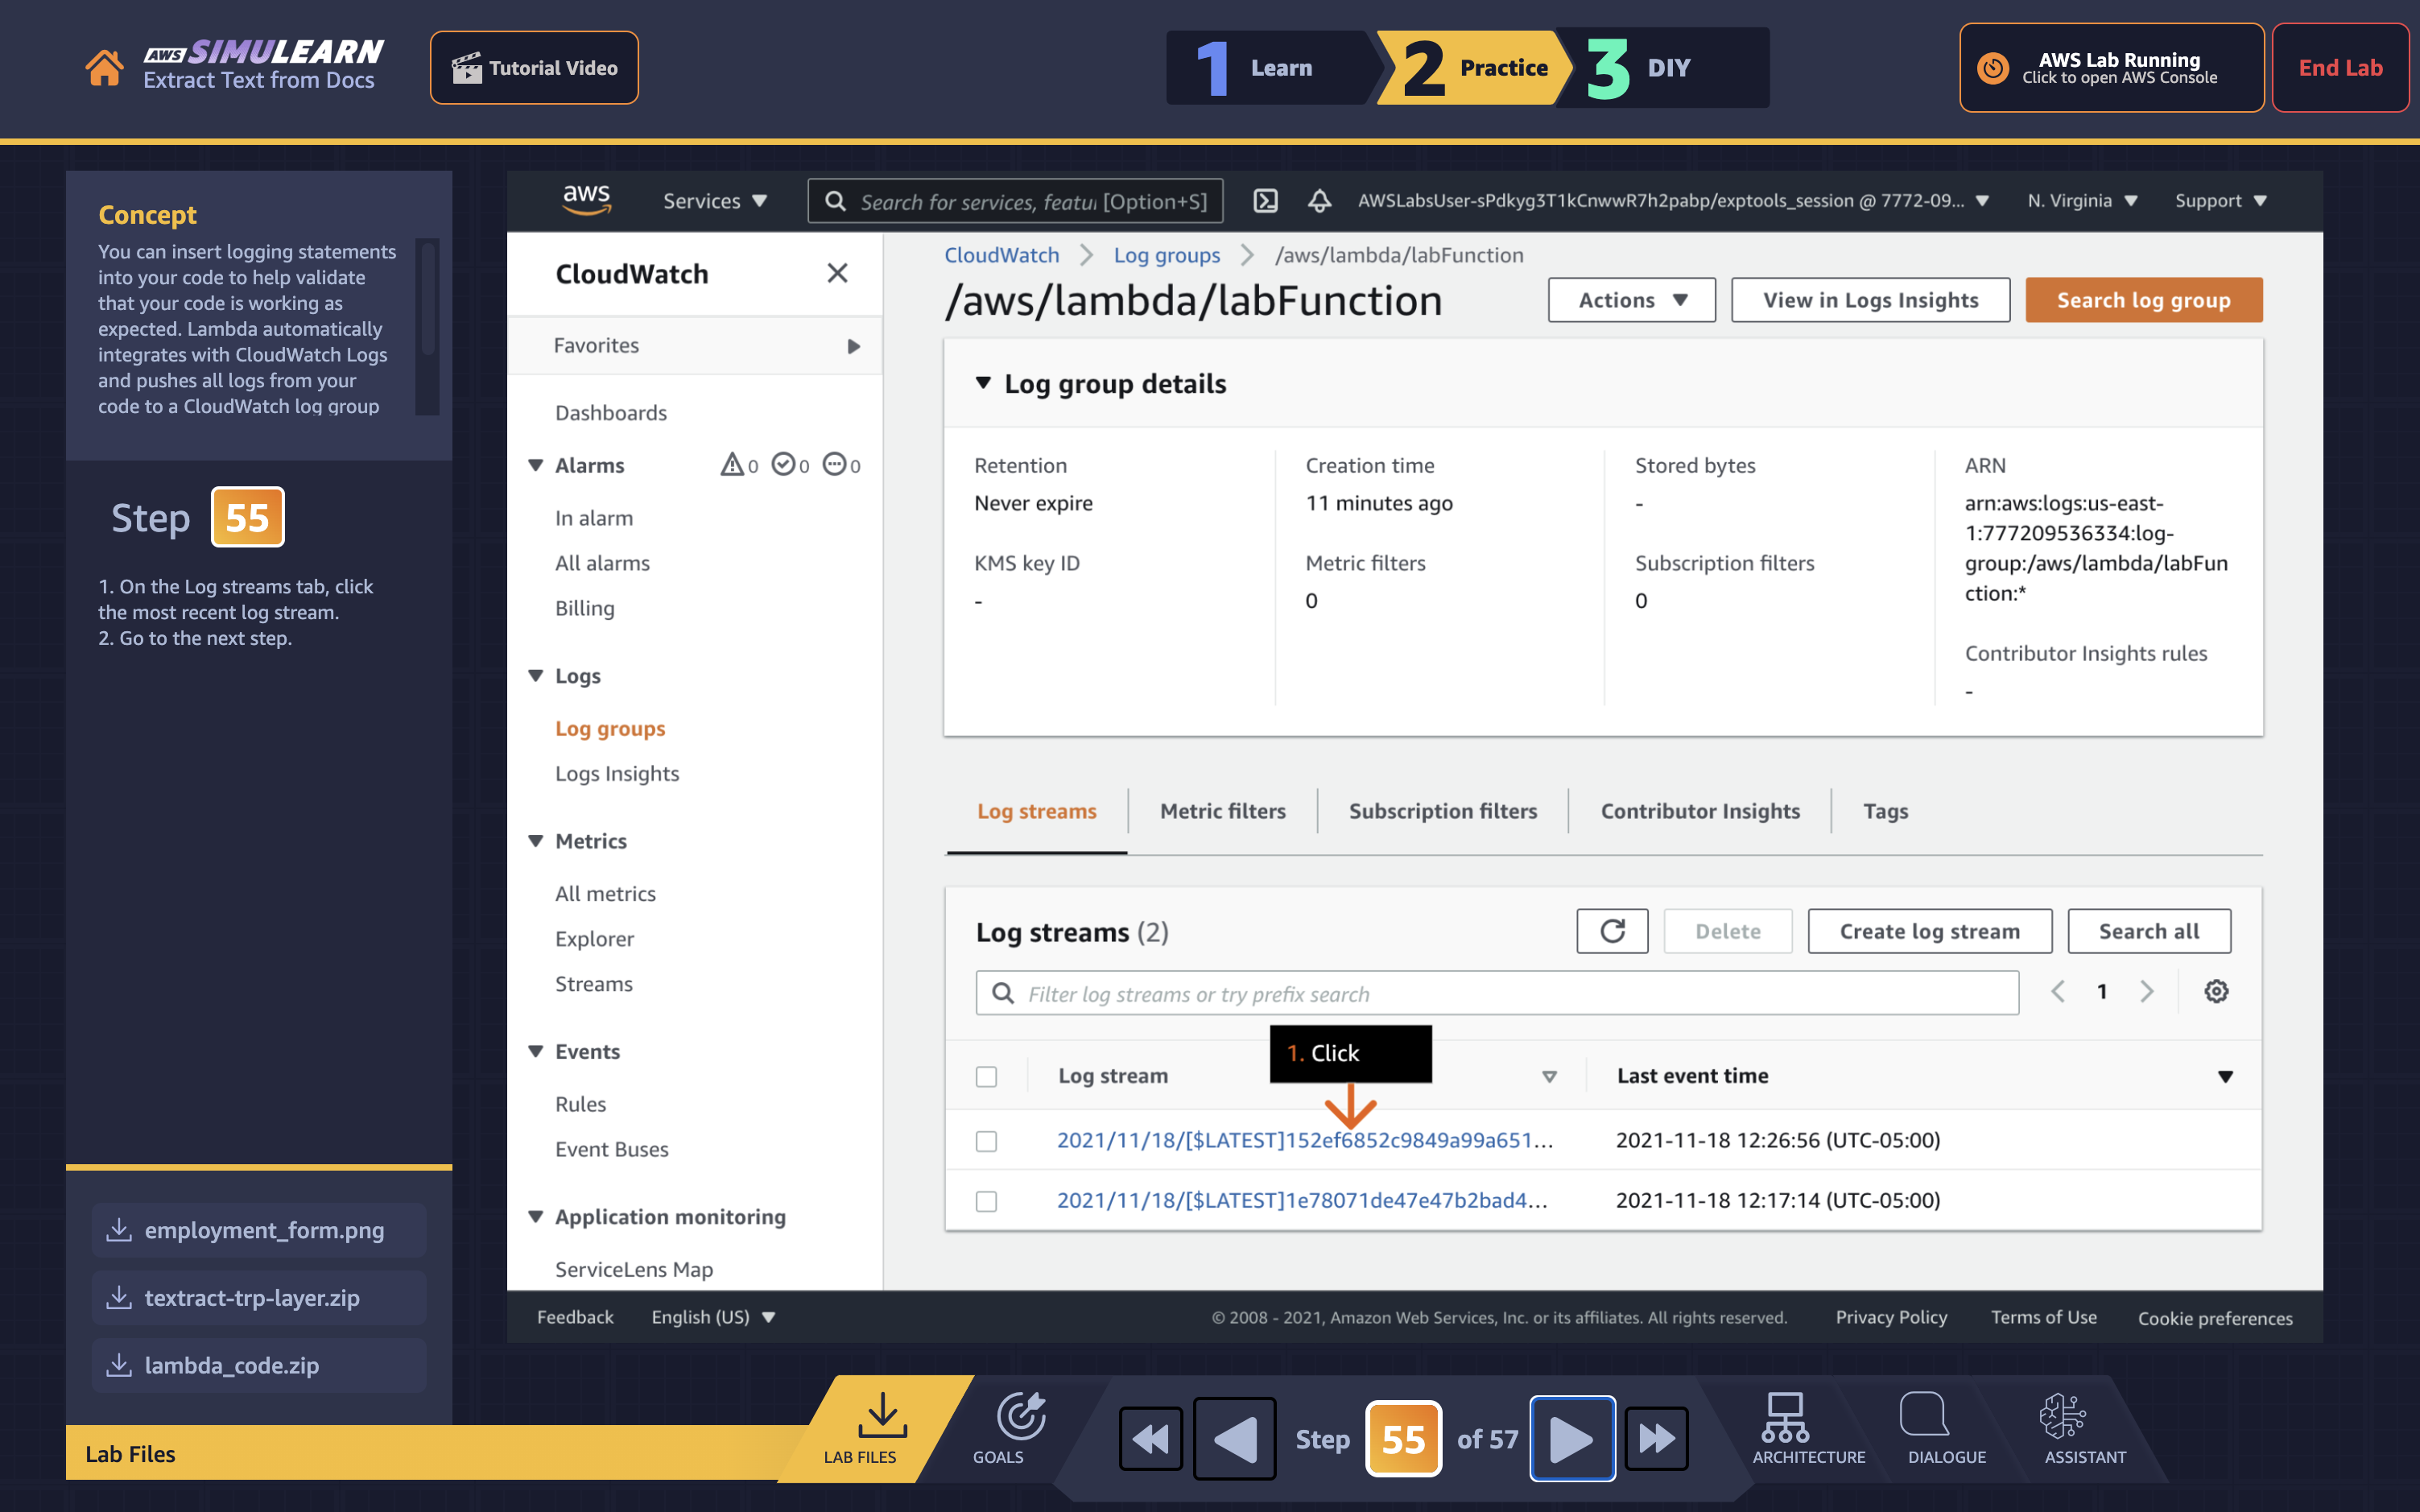 AWS SIMULEARN
Extract Text from Docs
Tutorial Video
1 Learn
2 Practice
3 DIY
AWS Lab Running
Click to open AWS Console
End Lab
Concept
You can insert logging statements
into your code to help validate
that your code is working as
expected. Lambda automatically
integrates with CloudWatch Logs
and pushes all logs from your
code to a CloudWatch log group
Step 55
1. On the Log streams tab, click
the most recent log stream.
2. Go to the next step.
employment_form.png
textract-trp-layer.zip
lambda_code.zip
Lab Files
aws
Services
Search for services, featu [Option+S]
AWSLabsUser-sPdkyg3T1kCnwwR7h2pabp/exptools_session @ 7772-09...
N. Virginia
Support
CloudWatch
Favorites
Dashboards
Alarms 0 0 0
In alarm
All alarms
Billing
Logs
Log groups
Logs Insights
Metrics
All metrics
Explorer
Streams
Events
Rules
Event Buses
Application monitoring
ServiceLens Map
CloudWatch > Log groups > /aws/lambda/labFunction
/aws/lambda/labFunction
Actions
View in Logs Insights
Search log group
Log group details
Retention
Never expire
KMS key ID
-
Creation time
11 minutes ago
Metric filters
0
Stored bytes
-
Subscription filters
0
ARN
arn:aws:logs:us-east-
1:777209536334:log-
group:/aws/lambda/labFun
ction:*
Contributor Insights rules
-
Log streams
Metric filters
Subscription filters
Contributor Insights
Tags
Log streams (2)
Delete
Create log stream
Search all
Filter log streams or try prefix search
1
1. Click
Log stream
Last event time
2021/11/18/[$LATEST]152ef6852c9849a99a651... 2021-11-18 12:26:56 (UTC-05:00)
2021/11/18/[$LATEST]1e78071de47e47b2bad4... 2021-11-18 12:17:14 (UTC-05:00)
Feedback
English (US)
© 2008 - 2021, Amazon Web Services, Inc. or its affiliates. All rights reserved.
Privacy Policy
Terms of Use
Cookie preferences
LAB FILES
GOALS
Step 55 of 57
ARCHITECTURE
DIALOGUE
ASSISTANT